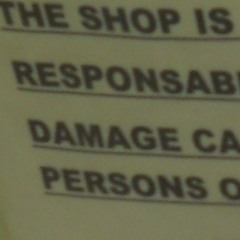 THE SHOP IS
RESPONSAB
DAMAGE CA
PERSONS O